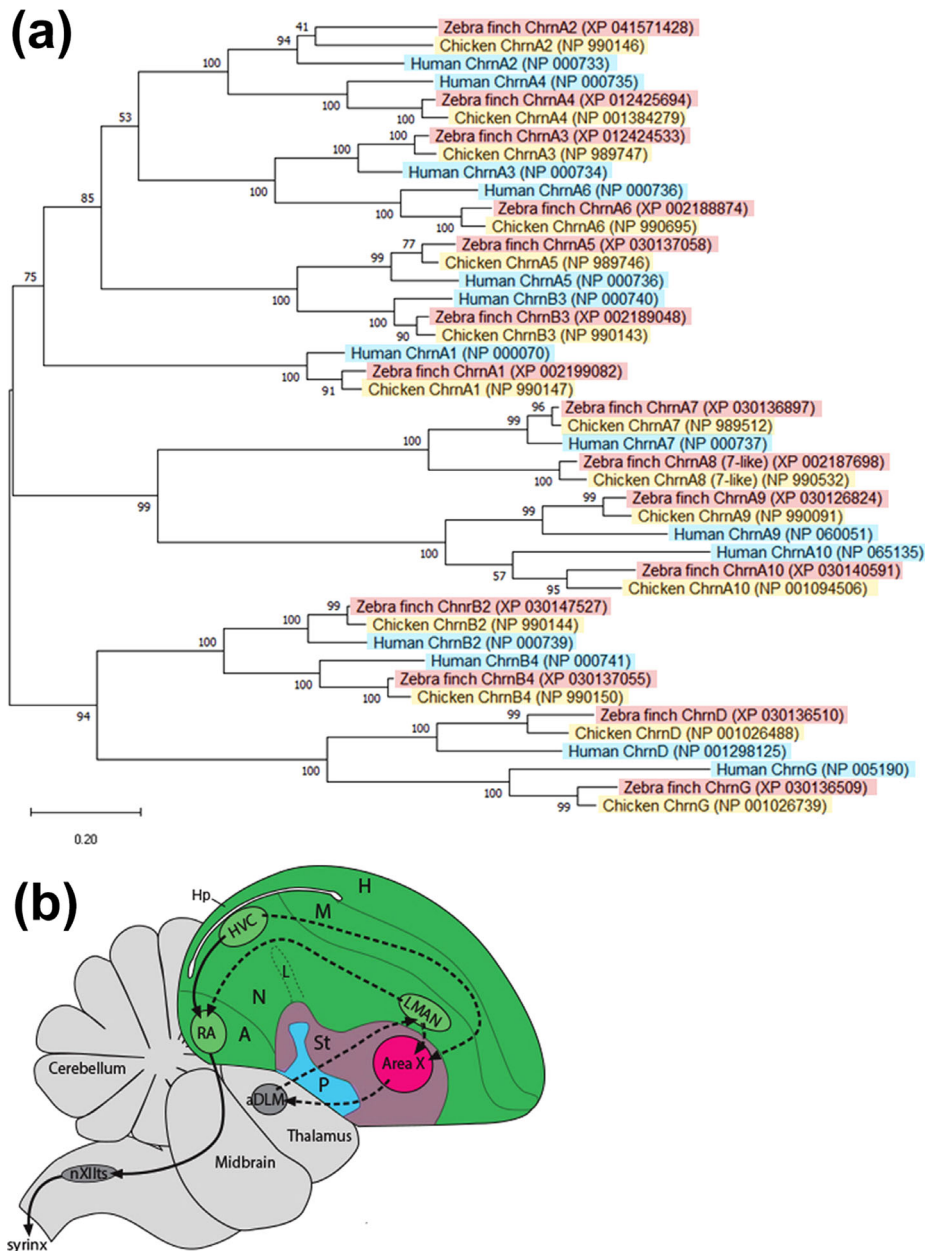 (a)
41
Zebra finch ChrnA2 (XP 041571428)
94
Chicken ChrnA2 (NP 990146)
100
Human ChrnA2 (NP 000733)
Human ChrnA4 (NP 000735)
100
Zebra finch ChrnA4 (XP 012425694)
100
Chicken ChrnA4 (NP 001384279)
53
100
Zebra finch ChrnA3 (XP 012424533)
100
Chicken ChrnA3 (NP 989747)
Human ChrnA3 (NP 000734)
100
Human ChrnA6 (NP 000736)
100
Zebra finch ChrnA6 (XP 002188874)
100
Chicken ChrnA6 (NP 990695)
85
77
Zebra finch ChrnA5 (XP 030137058)
99
Chicken ChrnA5 (NP 989746)
75
Human ChrnA5 (NP 000736)
100
Human ChrnB3 (NP 000740)
100
Zebra finch ChrnB3 (XP 002189048)
90
Chicken ChrnB3 (NP 990143)
Human ChrnA1 (NP 000070)
100
Zebra finch ChrnA1 (XP 002199082)
91
Chicken ChrnA1 (NP 990147)
96
Zebra finch ChrnA7 (XP 030136897)
99
Chicken ChrnA7 (NP 989512)
100
Human ChrnA7 (NP 000737)
Zebra finch ChrnA8 (7-like) (XP 002187698)
100
Chicken ChrnA8 (7-like) (NP 990532)
99
99
Zebra finch ChrnA9 (XP 030126824)
99
Chicken ChrnA9 (NP 990091)
Human ChrnA9 (NP 060051)
100
Human ChrnA10 (NP 065135)
57
Zebra finch ChrnA10 (XP 030140591)
95
Chicken ChrnA10 (NP 001094506)
99
Zebra finch ChnrB2 (XP 030147527)
100
Chicken ChrnB2 (NP 990144)
100
Human ChrnB2 (NP 000739)
Human ChrnB4 (NP 000741)
100
Zebra finch ChrnB4 (XP 030137055)
100
Chicken ChrnB4 (NP 990150)
94
99
Zebra finch ChrnD (XP 030136510)
100
Chicken ChrnD (NP 001026488)
Human ChrnD (NP 001298125)
100
Human ChrnG (NP 005190)
100
Zebra finch ChrnG (XP 030136509)
99
Chicken ChrnG (NP 001026739)
0.20
(b)
Hp
H
M
HVC
L
N
LMAN
RA
A
St
Area X
Cerebellum
P
aDLM
Thalamus
Midbrain
nXIIts
syrinx